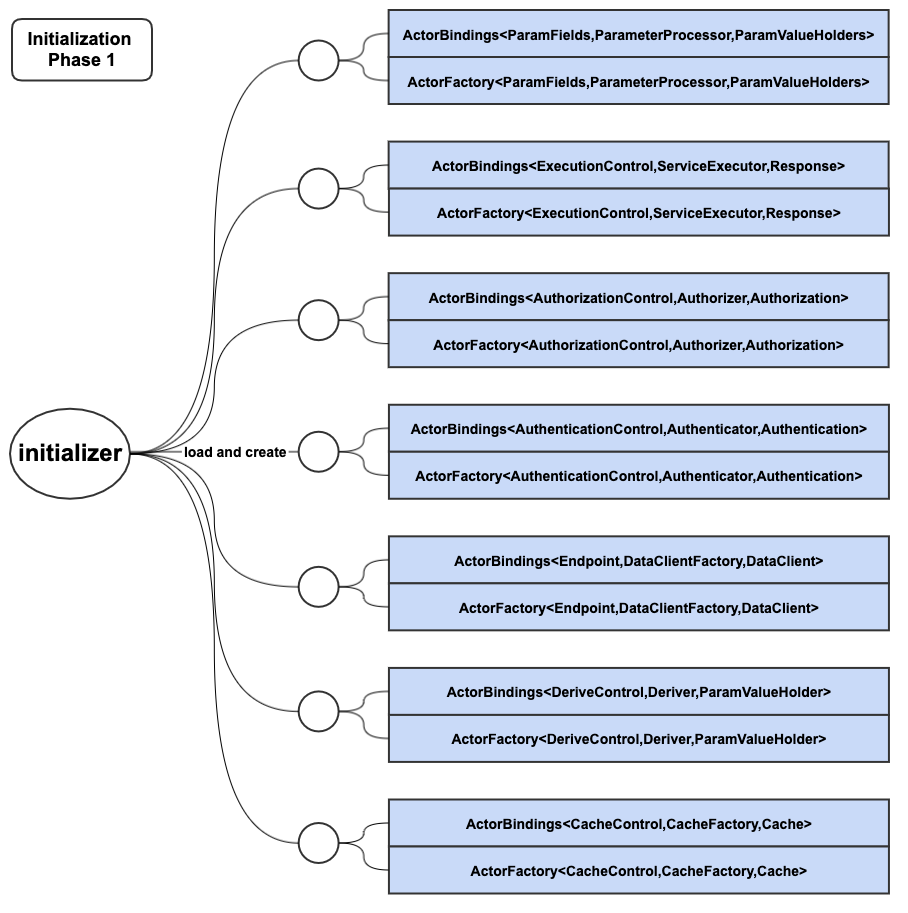 Initialization
Phase 1
ActorBindings<ParamFields,ParameterProcessor,ParamValueHolders>
ActorFactory<ParamFields,ParameterProcessor,ParamValueHolders>
ActorBindings<ExecutionControl,ServiceExecutor,Response>
ActorFactory<ExecutionControl,ServiceExecutor,Response>
ActorBindings<AuthorizationControl,Authorizer,Authorization>
ActorFactory<AuthorizationControl,Authorizer,Authorization>
initializer
load and create
ActorBindings<AuthenticationControl,Authenticator,Authentication>
ActorFactory<AuthenticationControl,Authenticator,Authentication>
ActorBindings<Endpoint,DataClientFactory,DataClient>
ActorFactory<Endpoint,DataClientFactory,DataClient>
ActorBindings<DeriveControl,Deriver,ParamValueHolder>
ActorFactory<DeriveControl,Deriver,ParamValueHolder>
ActorBindings<CacheControl,CacheFactory,Cache>
ActorFactory<CacheControl,CacheFactory,Cache>